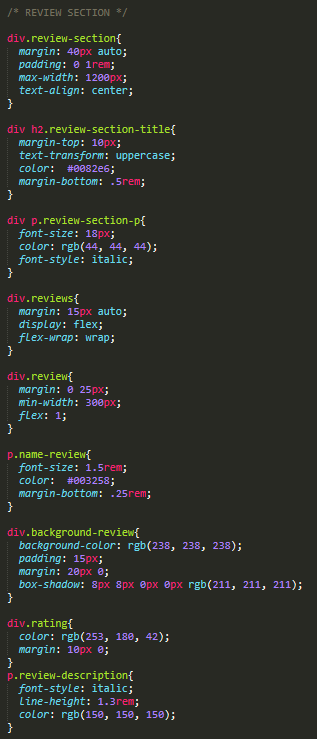 /* REVIEW SECTION */
div.review-section{
margin: 40px auto;
padding: 0 1rem;
max-width: 1200px;
text-align: center;
}
div h2.review-section-title{
margin-top: 10px;
text-transform: uppercase;
color:  #0082e6;
margin-bottom: .5rem;
}
div p.review-section-p{
font-size: 18px;
color: rgb(44, 44, 44);
font-style: italic;
}
div.reviews{
margin: 15px auto;
display: flex;
flex-wrap: wrap;
}
div.review{
margin: 0 25px;
min-width: 300px;
flex: 1;
}
p.name-review{
font-size: 1.5rem;
color:  #003258;
margin-bottom: .25rem;
}
div.background-review{
background-color: rgb(238, 238, 238);
padding: 15px;
margin: 20px 0;
box-shadow: 8px 8px 0px 0px rgb(211, 211, 211);
}
div.rating{
color: rgb(253, 180, 42);
margin: 10px 0;
}
p.review-description{
font-style: italic;
line-height: 1.3rem;
color: rgb(150, 150, 150);
}